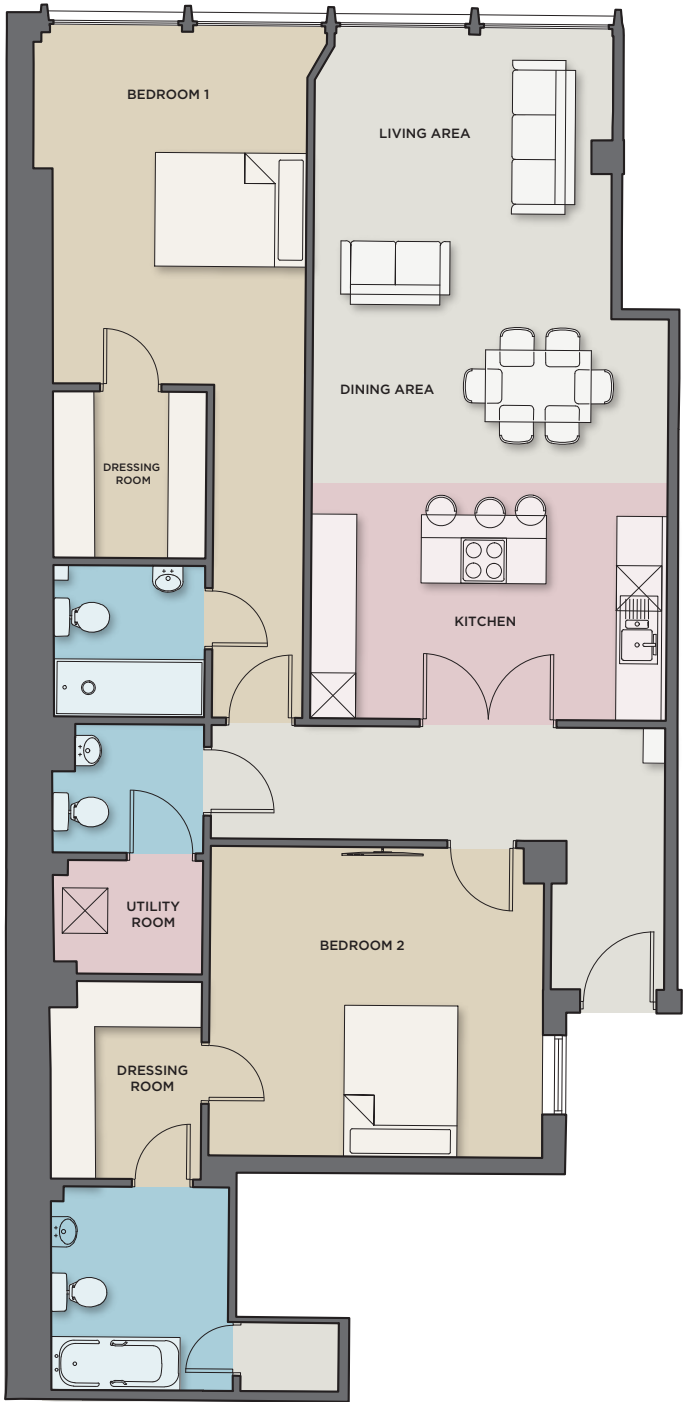 BEDROOM 1
LIVING AREA
DINING AREA
DRESSING
ROOM
KITCHEN
UTILITY
ROOM
BEDROOM 2
DRESSING
ROOM